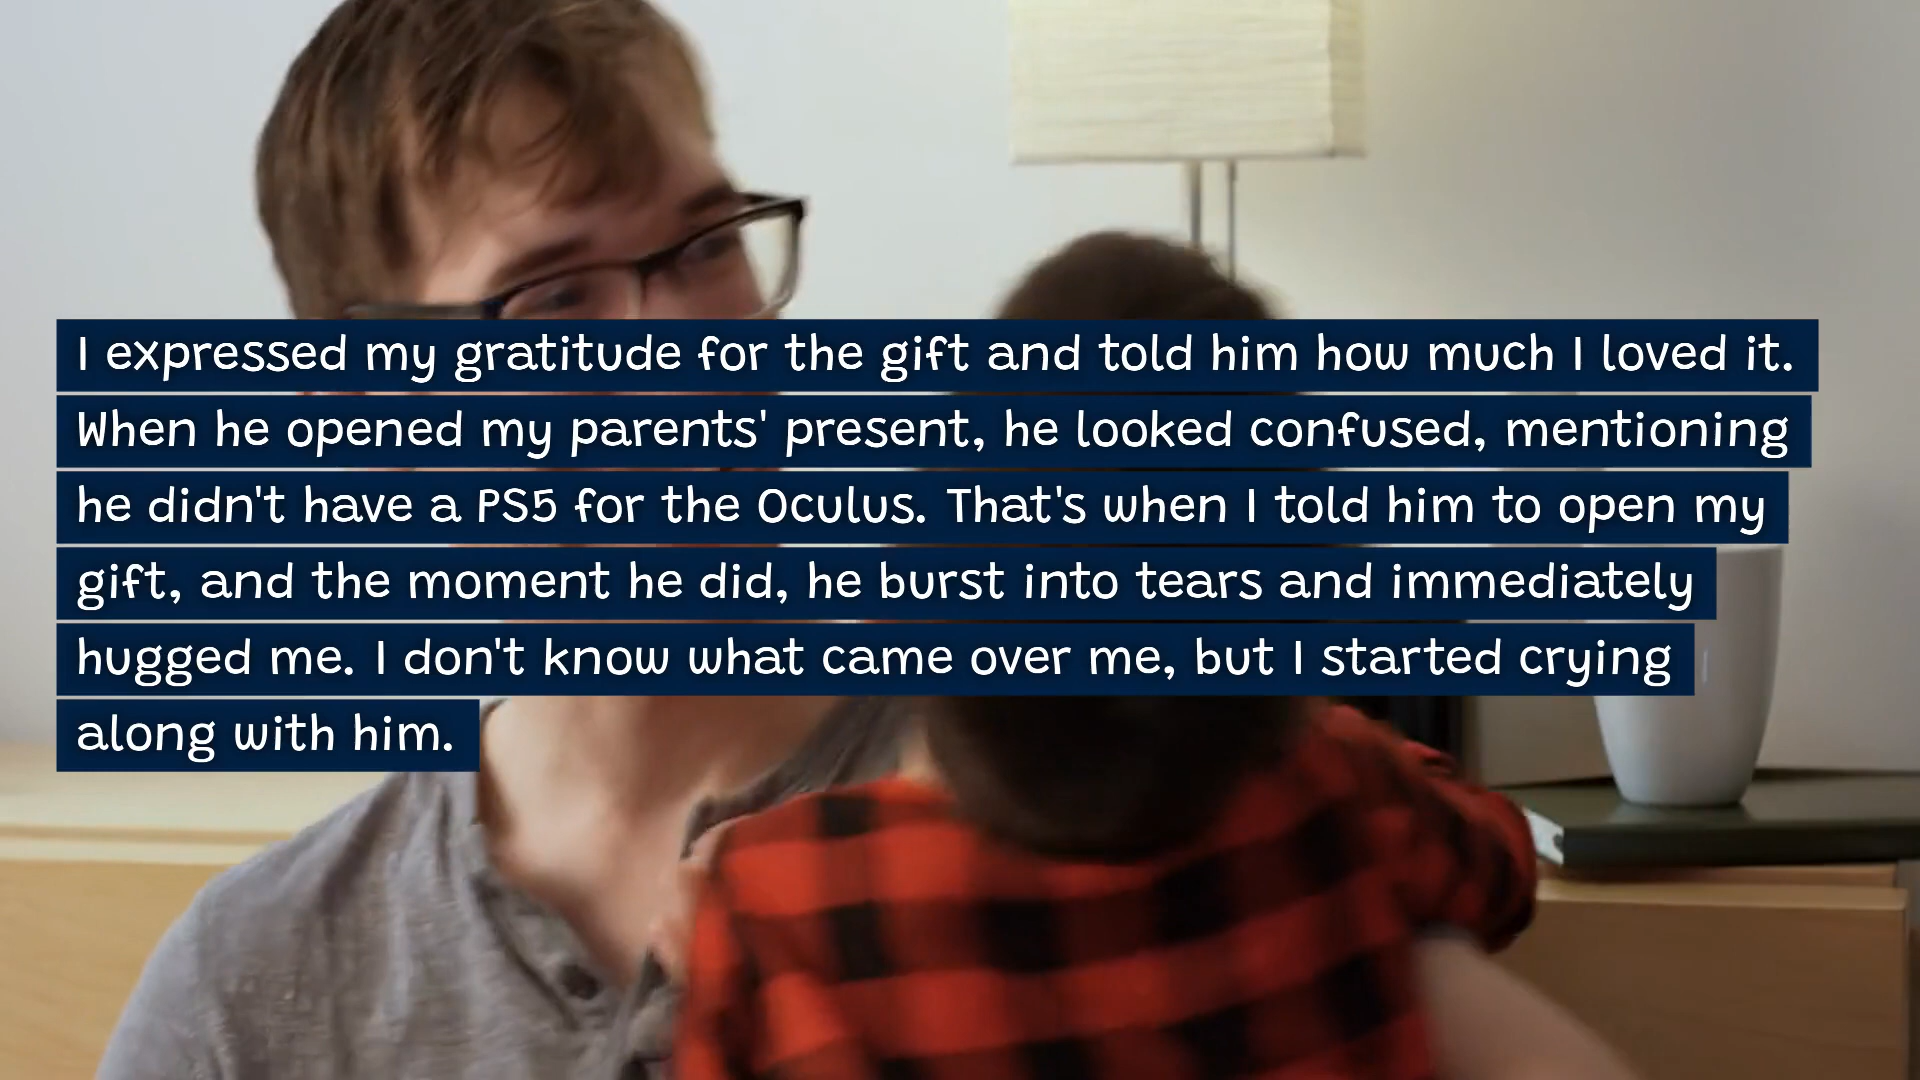 I expressed my gratitude for the gift and told him how much I loved it.
When he opened my parents' present, he looked confused, mentioning
he didn't have a PS5 for the Oculus. That's when I told him to open my
gift, and the moment he did, he burst into tears and immediately
hugged me. I don't know what came over me, but I started crying
along with him.